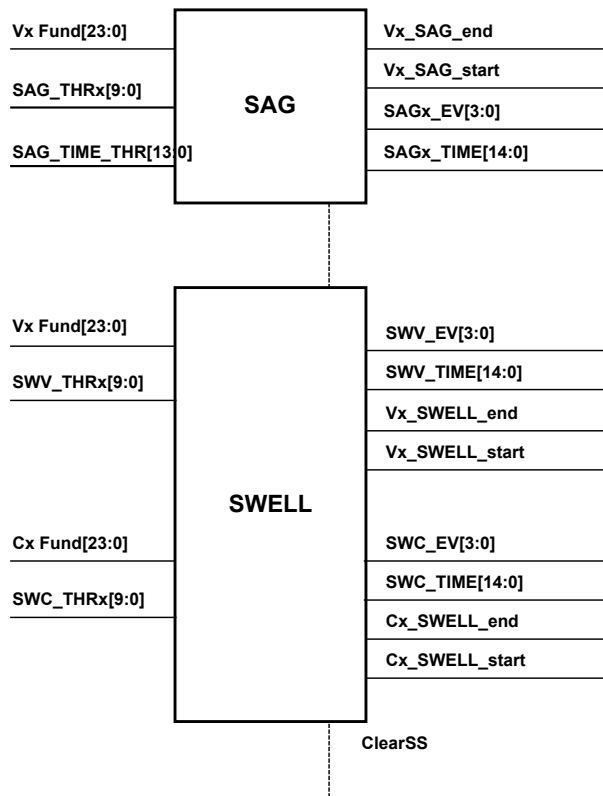 Vx Fund[23:0]
SAG_THRx[9:0]
SAG_TIME_THR[13:0]
SAG
Vx_SAG_end
Vx_SAG_start
SAGx_EV[3:0]
SAGx_TIME[14:0]
Vx Fund[23:0]
SWV_THRx[9:0]
Cx Fund[23:0]
SWC_THRx[9:0]
SWELL
SWV_EV[3:0]
SWV_TIME[14:0]
Vx_SWELL_end
Vx_SWELL_start
SWC_EV[3:0]
SWC_TIME[14:0]
Cx_SWELL_end
Cx_SWELL_start
ClearSS